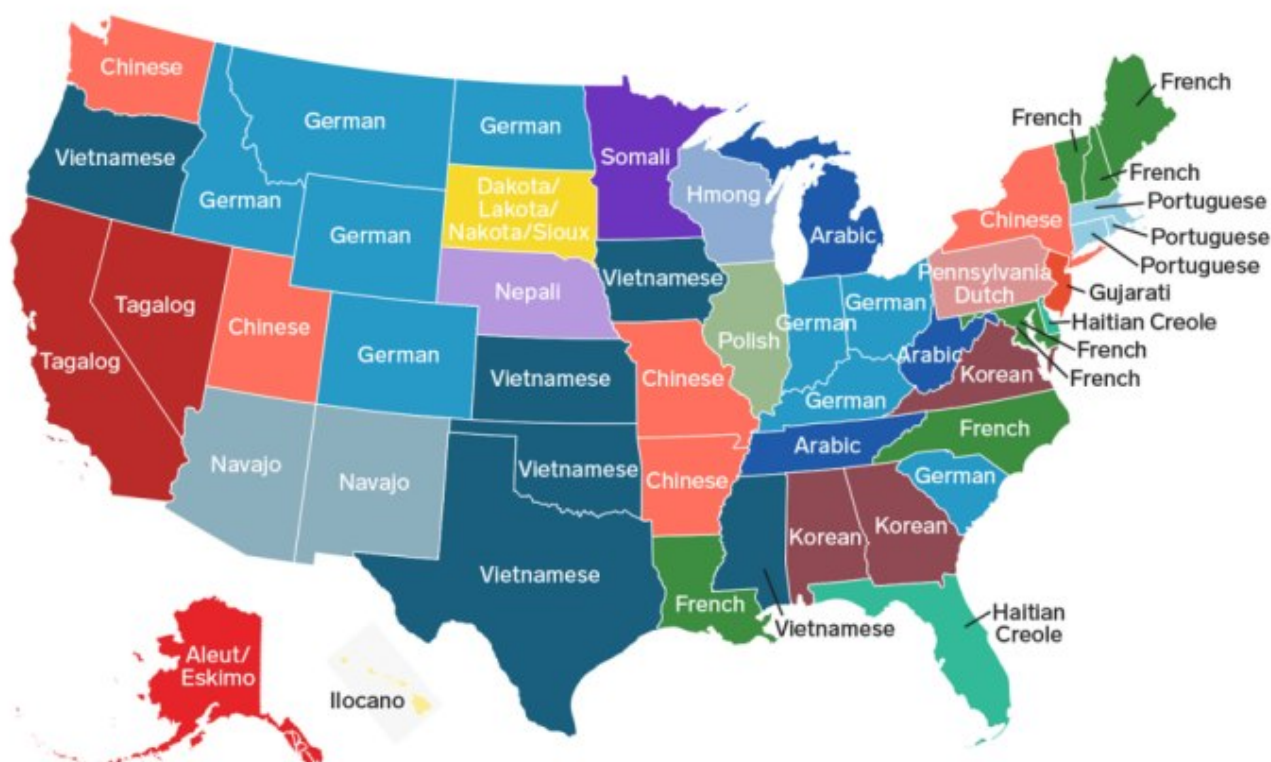 Chinese
German
German
Somali
French
French
Vietnamese
Dakota/
Lakota/
Nakota/Sioux
Hmong
French
German
German
Chinese
Portuguese
Arabic
Portuguese
Portuguese
Tagalog
Nepali
Vietnamese
Pennsylvania
Dutch
Gujarati
German
German
Chinese
German
Polish
Haitian Creole
Tagalog
Arabic
French
Vietnamese
Chinese
Korean
French
German
French
Arabic
Navajo
Navajo
Vietnamese
Chinese
German
Korean
Korean
Vietnamese
French
Vietnamese
Haitian
Creole
Aleut/
Eskimo
Ilocano